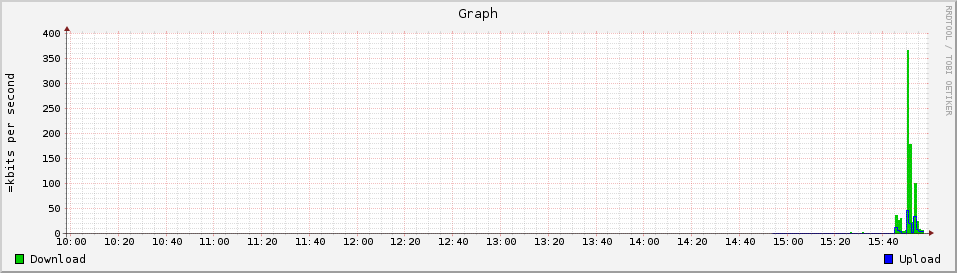 Graph
RRDTOOL / TOBI OETIKER
=kbits per second
400
350
300
250
200
150
100
50
0
10:00 10:20 10:40 11:00 11:20 11:40 12:00 12:20 12:40 13:00 13:20 13:40 14:00 14:20 14:40 15:00 15:20 15:40
Download Upload